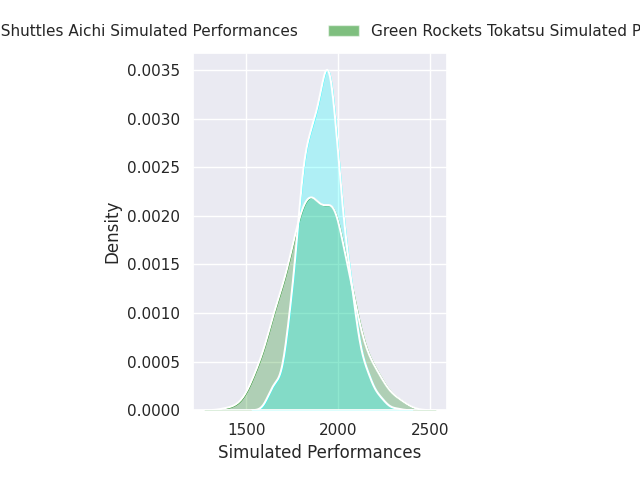 Shuttles Aichi Simulated Performances
Green Rockets Tokatsu Simulated P
0.0035
0.0030
0.0025
0.0020
0.0015
0.0010
0.0005
0.0000
Density
1500 2000 2500
Simulated Performances